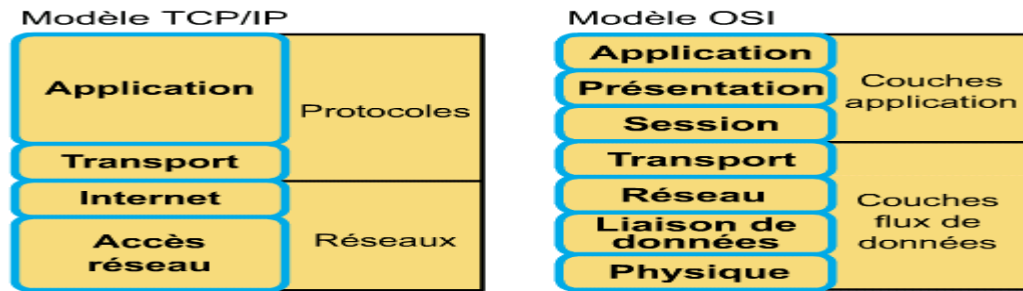 Modèle TCP/IP
Application
Transport
Internet
Accès
réseau
Protocoles
Réseaux
Modèle OSI
Application
Présentation
Session
Transport
Réseau
Liaison de
données
Physique
Couches
application
Couches
flux de
données